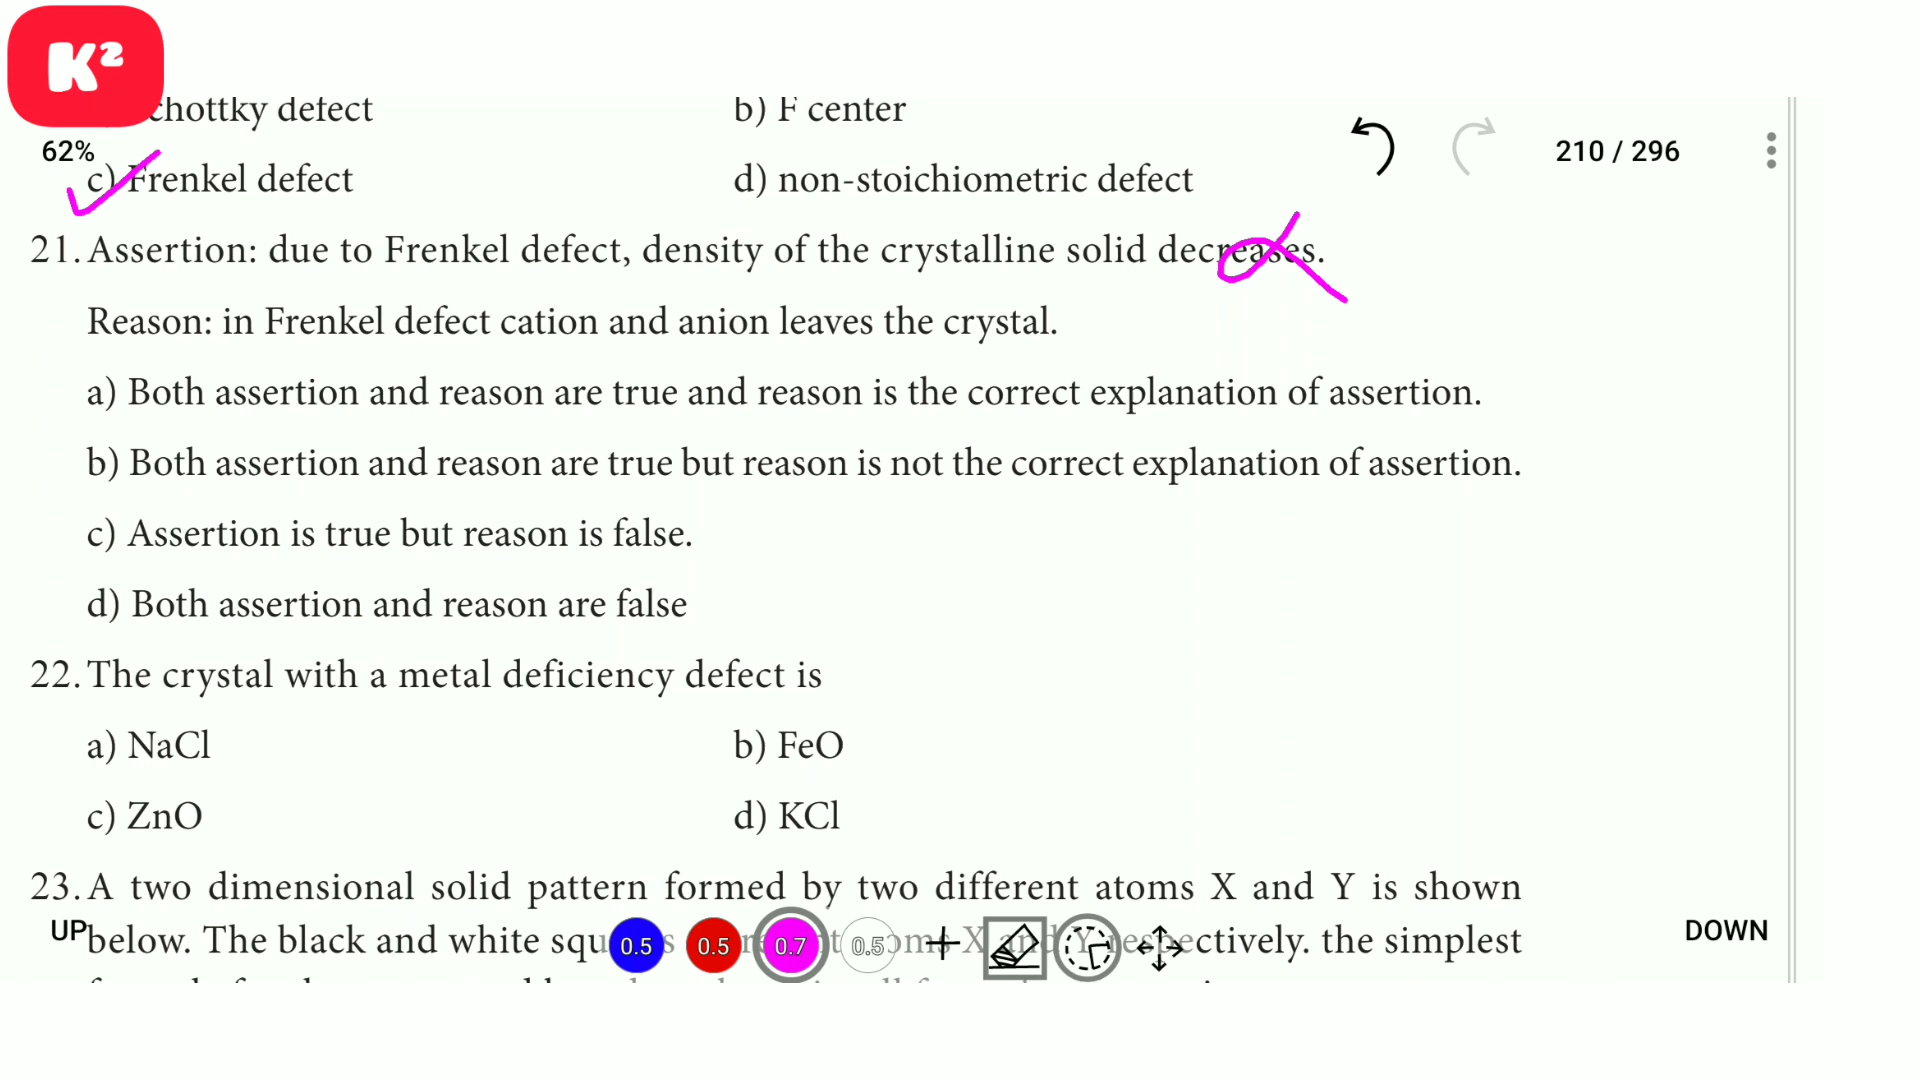 K²
chottky defect b) F center
62% 210 / 296
c) Frenkel defect d) non-stoichiometric defect
21. Assertion: due to Frenkel defect, density of the crystalline solid decreases.
Reason: in Frenkel defect cation and anion leaves the crystal.
a) Both assertion and reason are true and reason is the correct explanation of assertion.
b) Both assertion and reason are true but reason is not the correct explanation of assertion.
c) Assertion is true but reason is false.
d) Both assertion and reason are false
22. The crystal with a metal deficiency defect is
a) NaCl b) FeO
c) ZnO d) KCl
23. A two dimensional solid pattern formed by two different atoms X and Y is shown
UP DOWN
below. The black and white X and Y respectively. the simplest
0.5 0.5 0.7 0.5 +